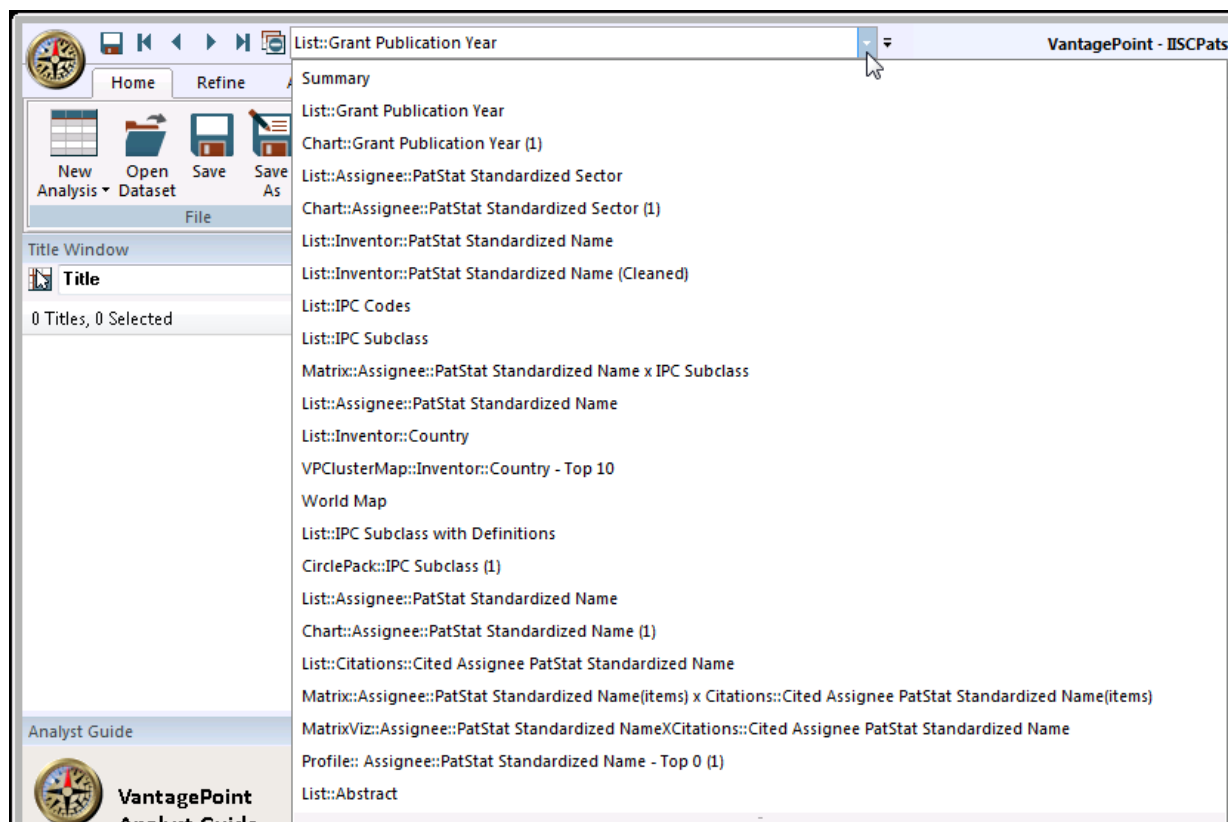 List::Grant Publication Year
VantagePoint - IISCPats
Home Refine
New Analysis
Open Dataset
Save
Save As
File
Title Window
Title
0 Titles, 0 Selected
Summary
List::Grant Publication Year
Chart::Grant Publication Year (1)
List::Assignee::PatStat Standardized Sector
Chart::Assignee::PatStat Standardized Sector (1)
List::Inventor::PatStat Standardized Name
List::Inventor::PatStat Standardized Name (Cleaned)
List::IPC Codes
List::IPC Subclass
Matrix::Assignee::PatStat Standardized Name x IPC Subclass
List::Assignee::PatStat Standardized Name
List::Inventor::Country
VPClusterMap::Inventor::Country - Top 10
World Map
List::IPC Subclass with Definitions
CirclePack::IPC Subclass (1)
List::Assignee::PatStat Standardized Name
Chart::Assignee::PatStat Standardized Name (1)
List::Citations::Cited Assignee PatStat Standardized Name
Matrix::Assignee::PatStat Standardized Name(items) x Citations::Cited Assignee PatStat Standardized Name(items)
MatrixViz::Assignee::PatStat Standardized NameXCitations::Cited Assignee PatStat Standardized Name
Profile:: Assignee::PatStat Standardized Name - Top 0 (1)
List::Abstract
Analyst Guide
VantagePoint
Analyst Guide